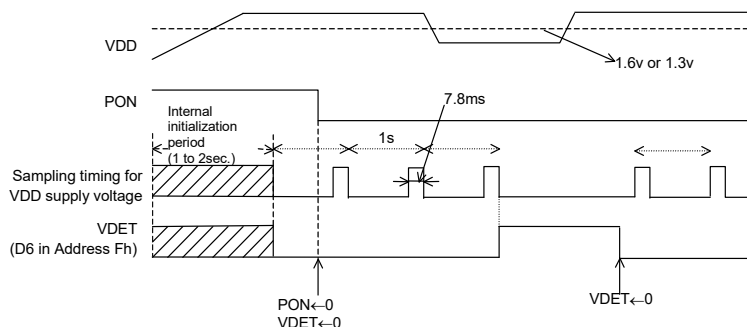 VDD
1.6v or 1.3v
7.8ms
PON
Internal
initialization
period
(1 to 2sec.)
1s
Sampling timing for
VDD supply voltage
VDET
(D6 in Address Fh)
PON←0
VDET←0
VDET←0